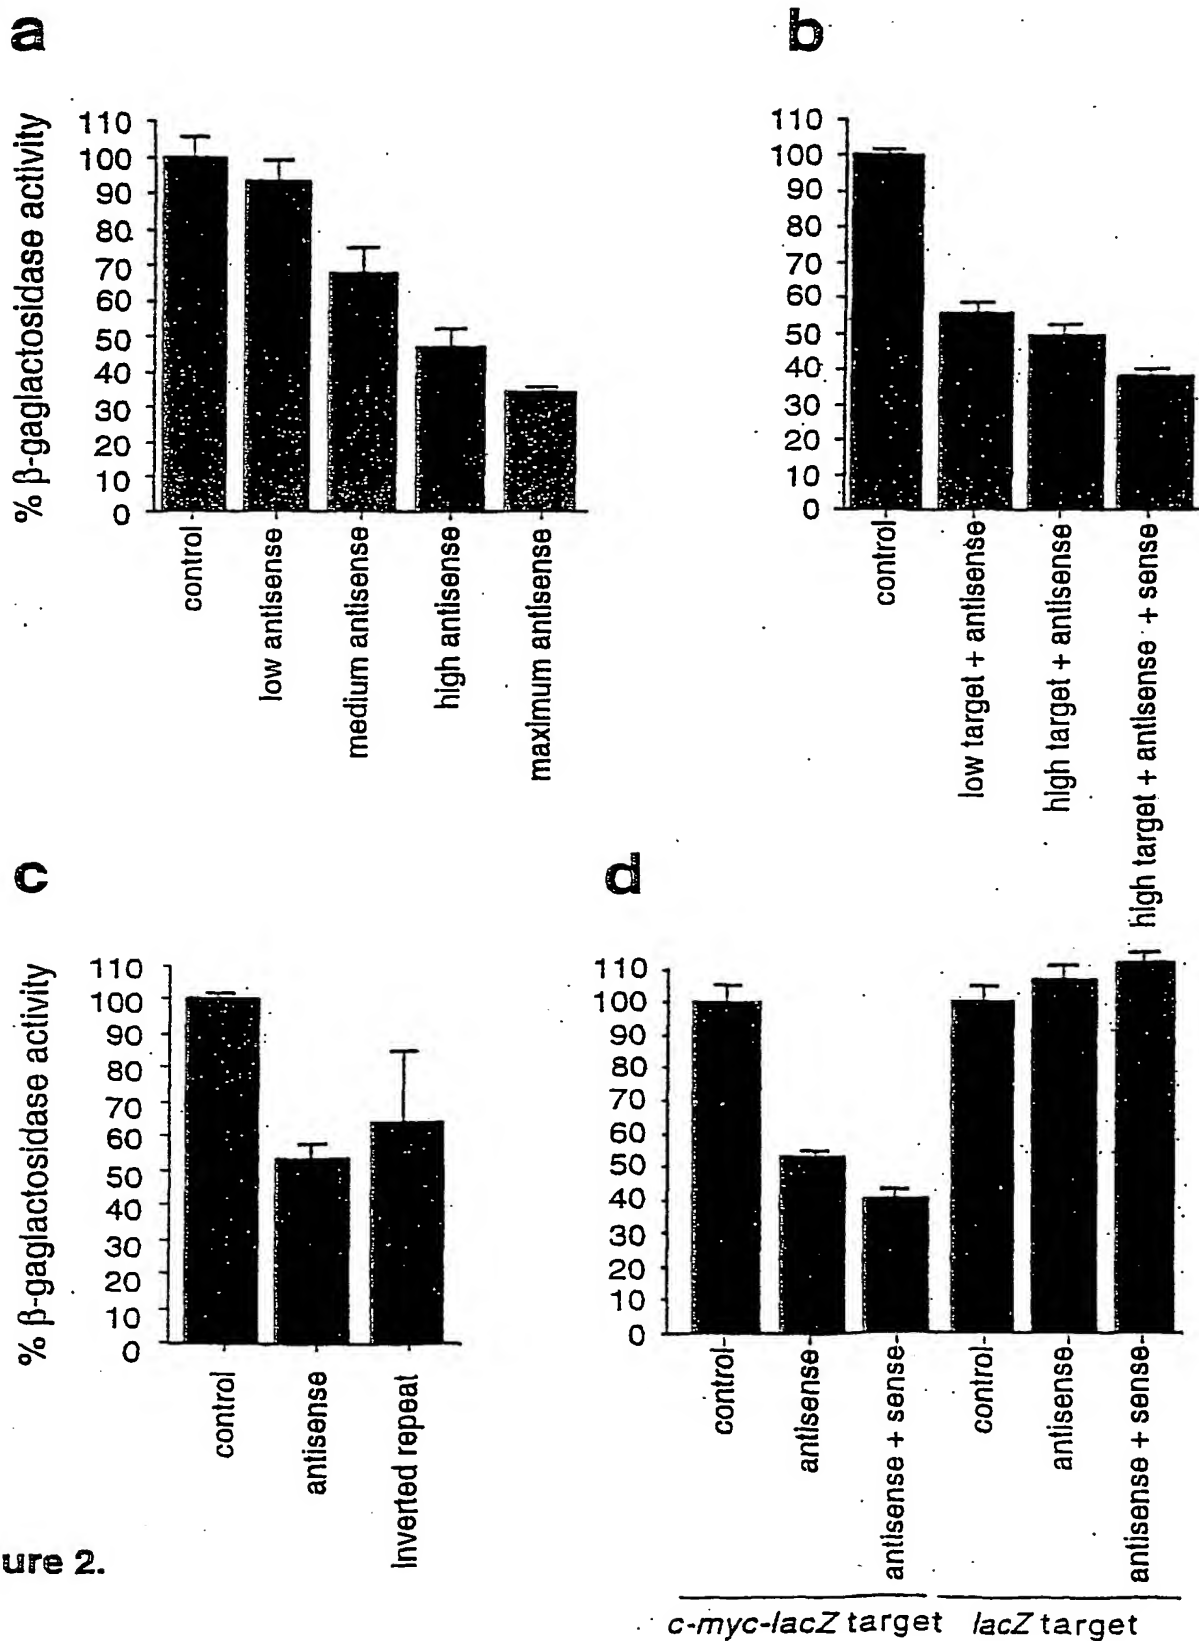 a
% β-gaglactosidase activity
110
100
90
80
70
60
50
40
30
20
10
0
control
low antisense
medium antisense
high antisense
maximum antisense
b
110
100
90
80
70
60
50
40
30
20
10
0
control
low target + antisense
high target + antisense
high target + antisense + sense
c
% β-gaglactosidase activity
110
100
90
80
70
60
50
40
30
20
10
0
control
antisense
Inverted repeat
d
110
100
90
80
70
60
50
40
30
20
10
0
control
antisense
antisense + sense
control
antisense
antisense + sense
c-myc-lacZ target
lacZ target
ure 2.